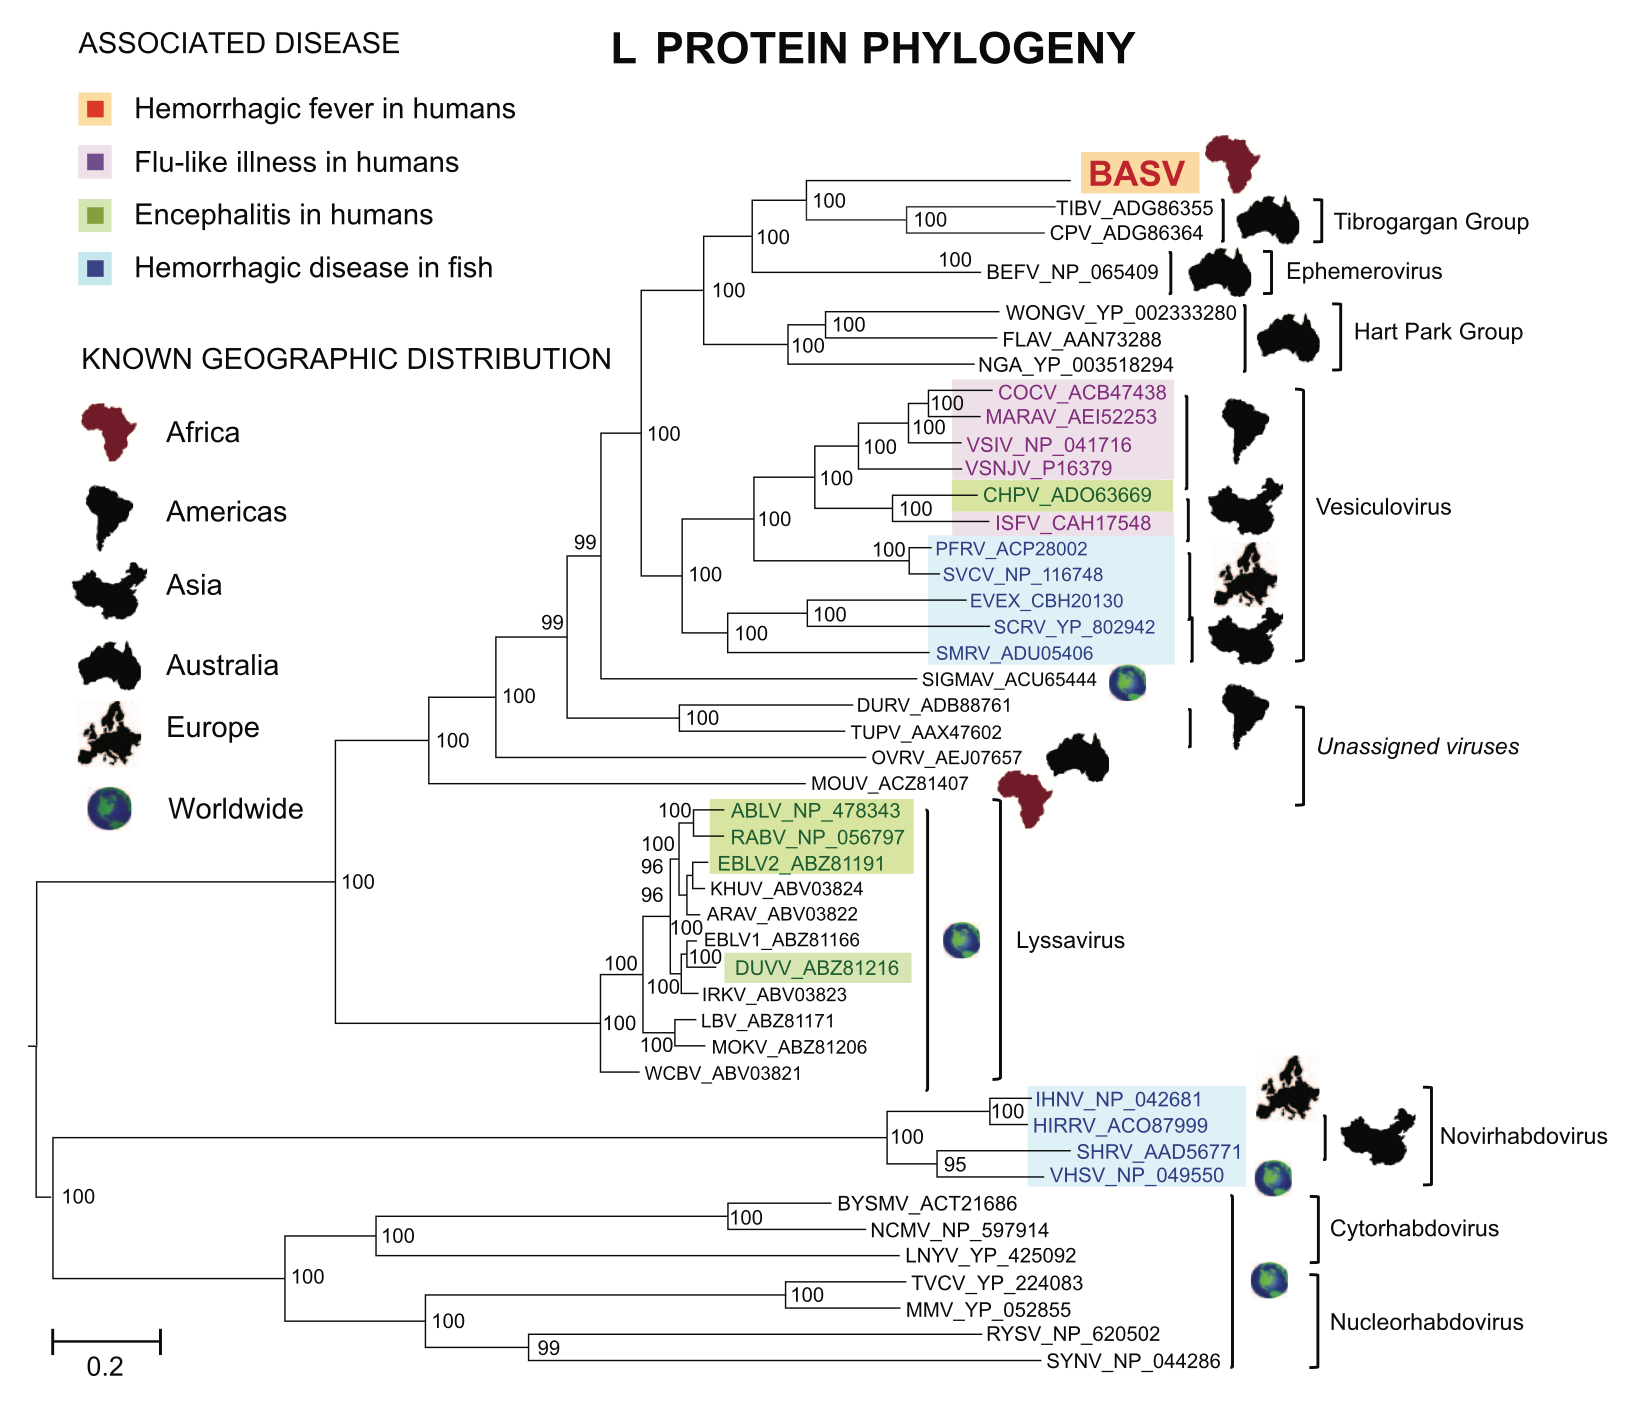 ASSOCIATED DISEASE
L PROTEIN PHYLOGENY
Hemorrhagic fever in humans
Flu-like illness in humans
Encephalitis in humans
Hemorrhagic disease in fish
KNOWN GEOGRAPHIC DISTRIBUTION
Africa
Americas
Asia
Australia
Europe
Worldwide
BASV
100
TIBV_ADG86355
100
CPV_ADG86364
Tibrogargan Group
100
100
BEFV_NP_065409
Ephemerovirus
100
WONGV_YP_002333280
100
FLAV_AAN73288
100
NGA_YP_003518294
Hart Park Group
COCV_ACB47438
100
MARAV_AEI52253
100
VSIV_NP_041716
100
VSNJV_P16379
100
CHPV_ADO63669
100
ISFV_CAH17548
100
PFRV_ACP28002
100
SVCV_NP_116748
100
EVEX_CBH20130
100
SCRV_YP_802942
100
SMRV_ADU05406
Vesiculovirus
100
99
SIGMAV_ACU65444
99
DURV_ADB88761
100
TUPV_AAX47602
100
OVRV_AEJ07657
100
MOUV_ACZ81407
Unassigned viruses
100
100
ABLV_NP_478343
RABV_NP_056797
100
96
EBLV2_ABZ81191
KHUV_ABV03824
96
ARAV_ABV03822
100
EBLV1_ABZ81166
100
DUVV_ABZ81216
100
100
IRKV_ABV03823
LBV_ABZ81171
100
100
MOKV_ABZ81206
WCBV_ABV03821
Lyssavirus
IHNV_NP_042681
100
HIRRV_ACO87999
100
SHRV_AAD56771
95
VHSV_NP_049550
Novirhabdovirus
100
BYSMV_ACT21686
100
NCMV_NP_597914
100
LNYV_YP_425092
Cytorhabdovirus
100
TVCV_YP_224083
100
MMV_YP_052855
100
RYSV_NP_620502
99
SYNV_NP_044286
Nucleorhabdovirus
0.2